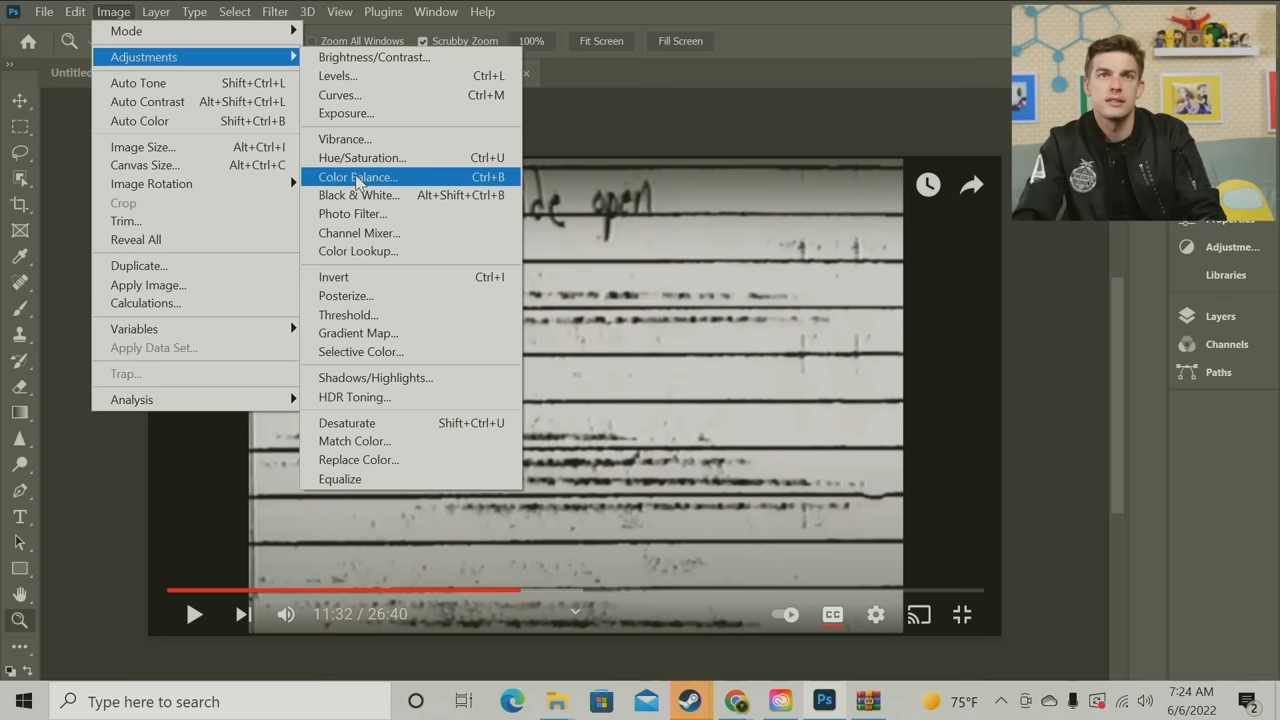 Ps File Edit Image Layer Type Select Filter 3D View Plugins Window Help
Zoom All Windows Scrubby Zoom 100% Fit Screen Fill Screen
Mode
Adjustments
Auto Tone Shift+Ctrl+L
Auto Contrast Alt+Shift+Ctrl+L
Auto Color Shift+Ctrl+B
Image Size... Alt+Ctrl+I
Canvas Size... Alt+Ctrl+C
Image Rotation
Crop
Trim...
Reveal All
Duplicate...
Apply Image...
Calculations...
Variables
Apply Data Set...
Trap...
Analysis
Brightness/Contrast...
Levels... Ctrl+L
Curves... Ctrl+M
Exposure...
Vibrance...
Hue/Saturation... Ctrl+U
Color Balance... Ctrl+B
Black & White... Alt+Shift+Ctrl+B
Photo Filter...
Channel Mixer...
Color Lookup...
Invert Ctrl+I
Posterize...
Threshold...
Gradient Map...
Selective Color...
Shadows/Highlights...
HDR Toning...
Desaturate Shift+Ctrl+U
Match Color...
Replace Color...
Equalize
open
Properties
Adjustme...
Libraries
Layers
Channels
Paths
11:32 / 26:40
CC
Type here to search
Ps
75°F
7:24 AM
6/6/2022
2